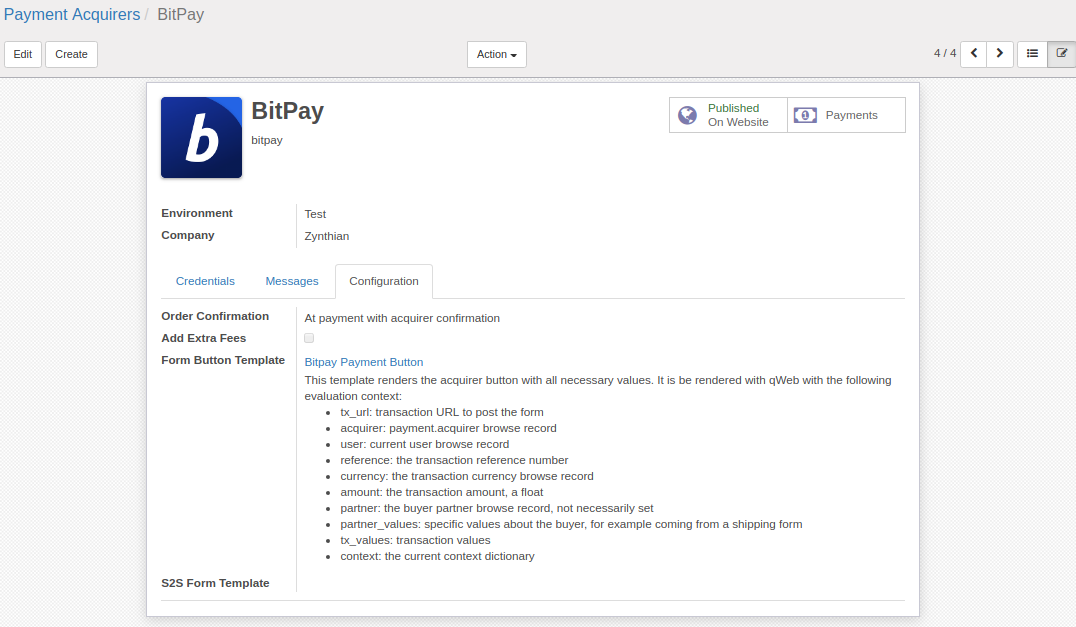 Payment Acquirers / BitPay
Edit Create Action 4 / 4
b
BitPay
bitpay
Published
On Website
1
Payments
Environment Test
Company Zynthian
Credentials Messages Configuration
Order Confirmation At payment with acquirer confirmation
Add Extra Fees
Form Button Template Bitpay Payment Button
This template renders the acquirer button with all necessary values. It is be rendered with qWeb with the following
evaluation context:
• tx_url: transaction URL to post the form
• acquirer: payment.acquirer browse record
• user: current user browse record
• reference: the transaction reference number
• currency: the transaction currency browse record
• amount: the transaction amount, a float
• partner: the buyer partner browse record, not necessarily set
• partner_values: specific values about the buyer, for example coming from a shipping form
• tx_values: transaction values
• context: the current context dictionary
S2S Form Template